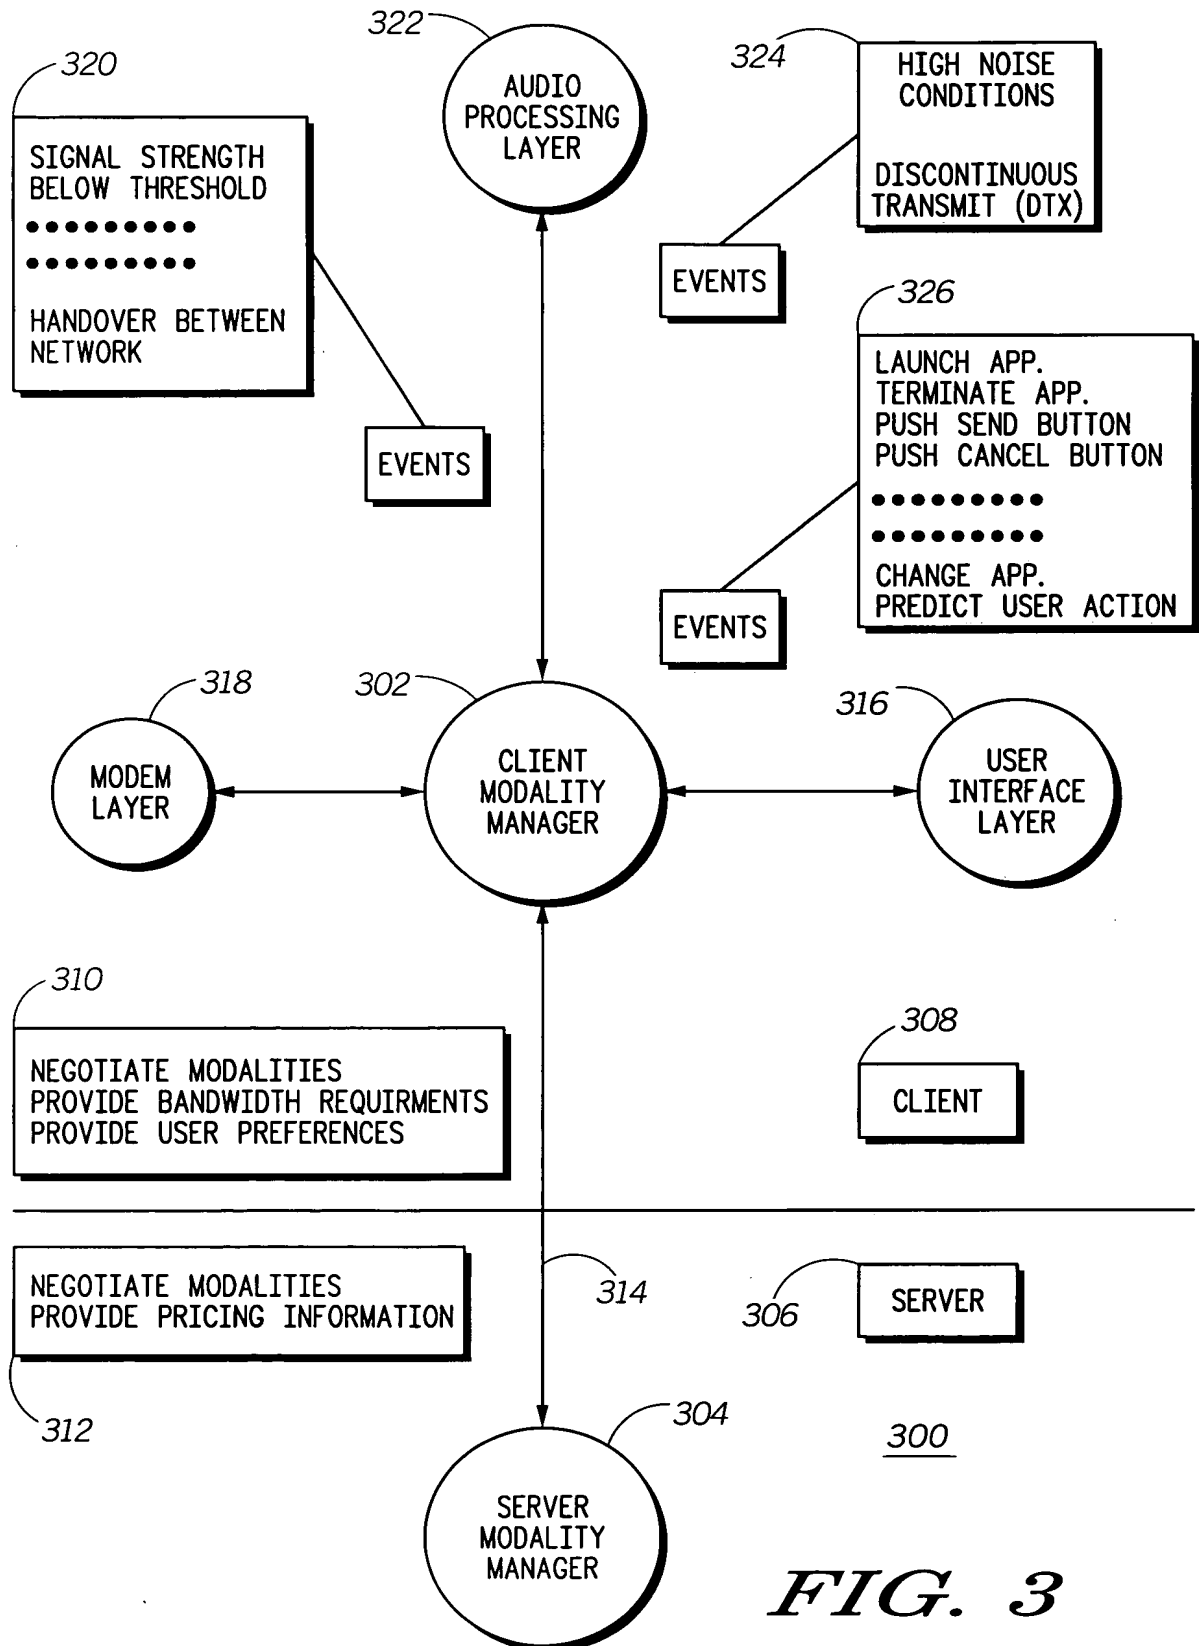 322
AUDIO
PROCESSING
LAYER
320
SIGNAL STRENGTH
BELOW THRESHOLD
HANDOVER BETWEEN
NETWORK
EVENTS
324
HIGH NOISE
CONDITIONS
DISCONTINUOUS
TRANSMIT (DTX)
EVENTS
326
LAUNCH APP.
TERMINATE APP.
PUSH SEND BUTTON
PUSH CANCEL BUTTON
CHANGE APP.
PREDICT USER ACTION
EVENTS
318
MODEM
LAYER
302
CLIENT
MODALITY
MANAGER
316
USER
INTERFACE
LAYER
310
NEGOTIATE MODALITIES
PROVIDE BANDWIDTH REQUIRMENTS
PROVIDE USER PREFERENCES
308
CLIENT
NEGOTIATE MODALITIES
PROVIDE PRICING INFORMATION
312
314
306
SERVER
304
SERVER
MODALITY
MANAGER
300
FIG. 3